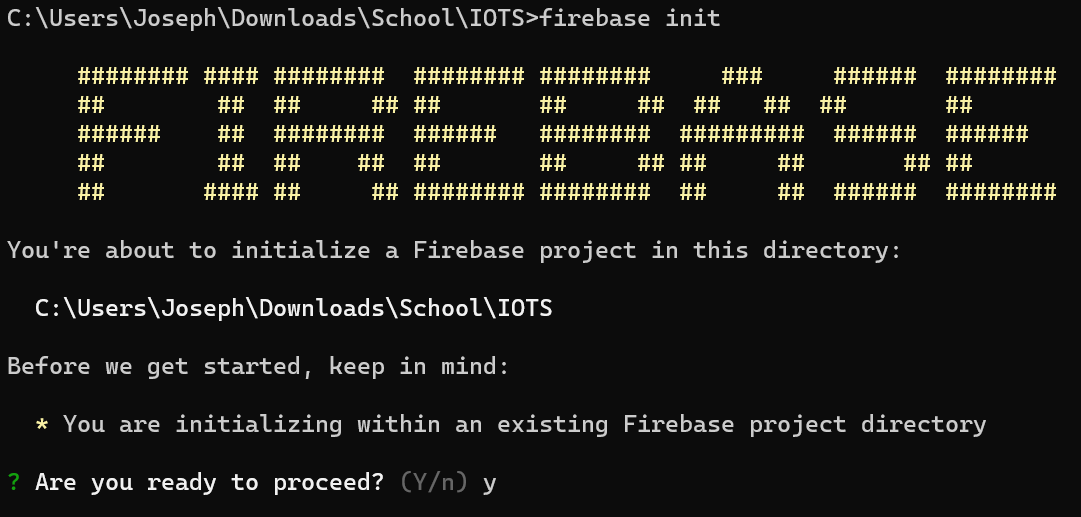 C:\Users\Joseph\Downloads\School\IOTS>firebase init
######## #### ########  ######## ########     ###     ######  ########
##        ##  ##     ## ##       ##     ##  ##   ##  ##       ##
######    ##  ########  ######   ########  #########  ######  ######
##        ##  ##    ##  ##       ##     ## ##     ##       ## ##
##       #### ##     ## ######## ########  ##     ##  ######  ########
You're about to initialize a Firebase project in this directory:
C:\Users\Joseph\Downloads\School\IOTS
Before we get started, keep in mind:
* You are initializing within an existing Firebase project directory
? Are you ready to proceed? (Y/n) y